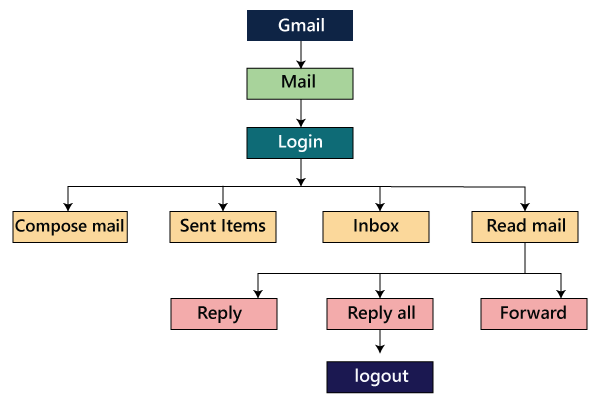 Gmail
Mail
Login
Compose mail
Sent Items
Inbox
Read mail
Reply
Reply all
Forward
logout